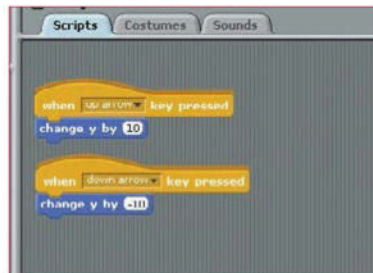 Scripts Costumes Sounds
when up arrow key pressed
change y by 10
when down arrow key pressed
change y by -10